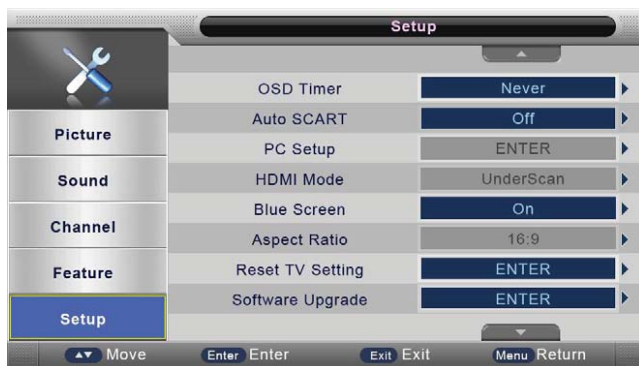 Setup
OSD Timer Never
Auto SCART Off
PC Setup ENTER
HDMI Mode UnderScan
Blue Screen On
Aspect Ratio 16:9
Reset TV Setting ENTER
Software Upgrade ENTER
Picture
Sound
Channel
Feature
Setup
Move Enter Enter Exit Exit Menu Return